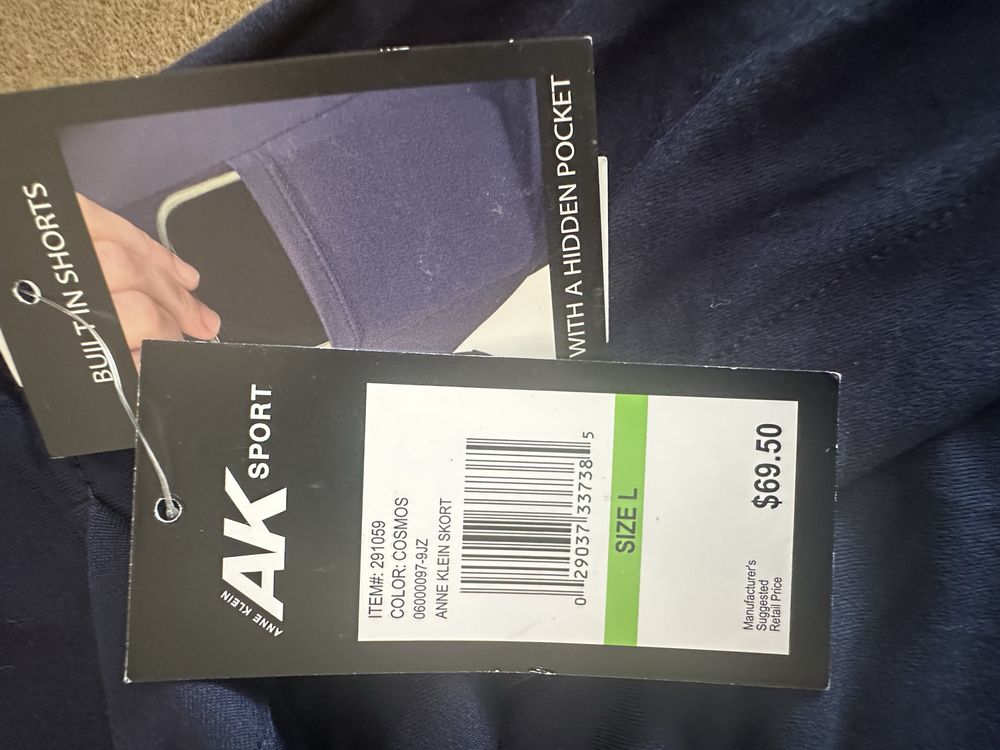 BUILT IN SHORTS
WITH A HIDDEN POCKET
ANNE KLEIN
AK SPORT
ITEM#: 291059
COLOR: COSMOS
06000097-9JZ
ANNE KLEIN SKORT
0 29037 33738 5
SIZE L
Manufacturer's
Suggested
Retail Price
$69.50